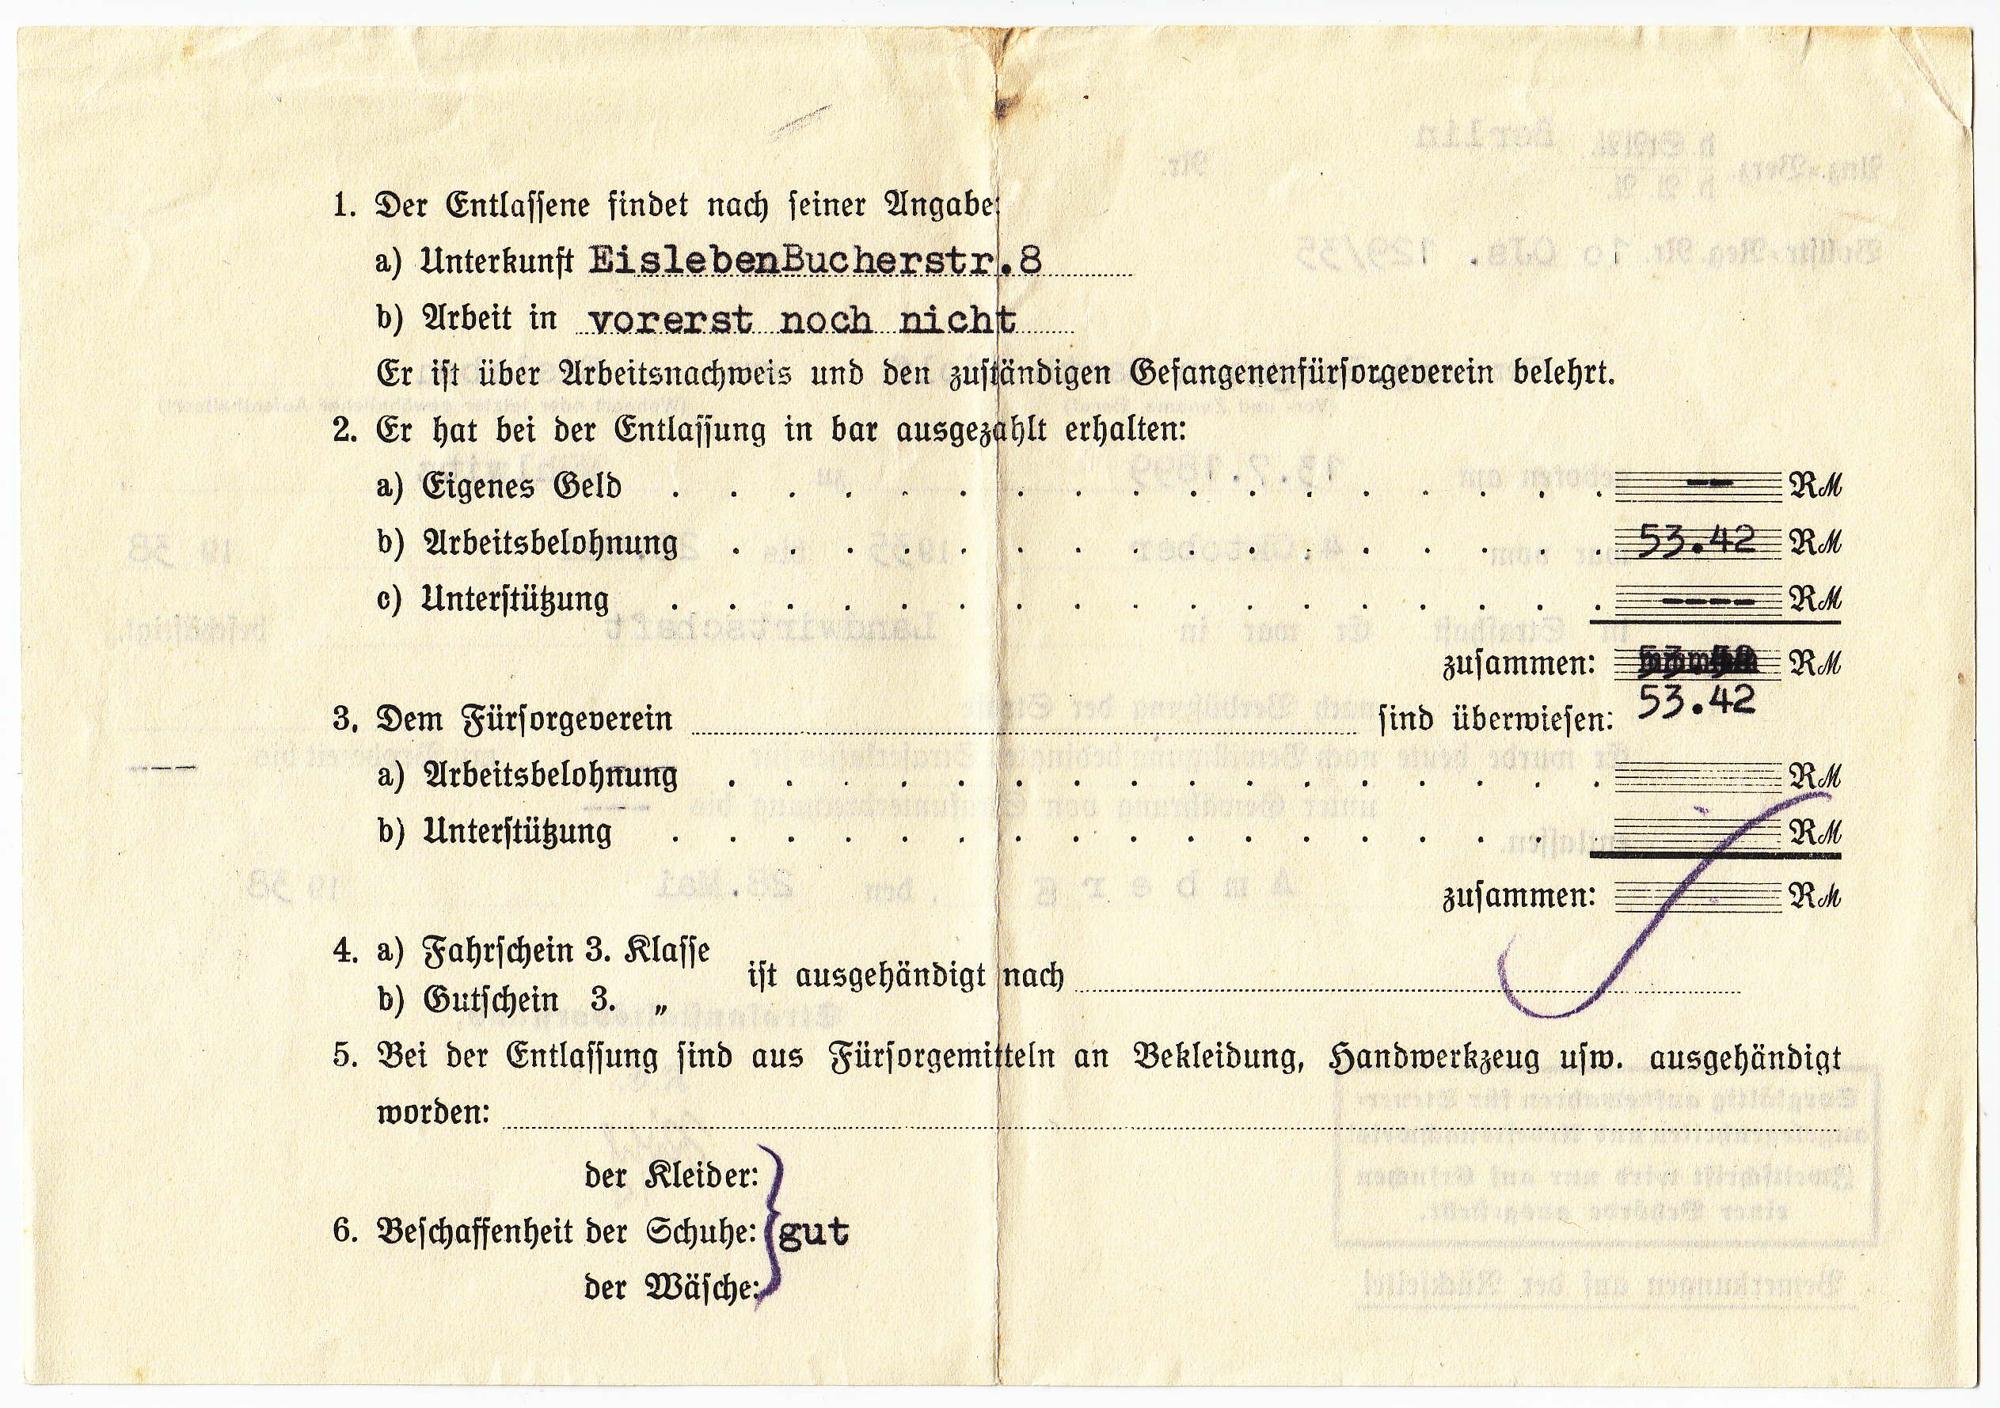 1. Der Entlassene findet nach seiner Angabe:
a) Unterkunft EislebenBucherstr.8
b) Arbeit in vorerst noch nicht
Er ist über Arbeitsnachweis und den zuständigen Gefangenenfürsorgeverein belehrt.
2. Er hat bei der Entlassung in bar ausgezahlt erhalten:
a) Eigenes Geld . . . . . . . . . . . . . . . . . -- RM
b) Arbeitsbelohnung . . . . . . . . . . . . . . . . 53.42 RM
c) Unterstützung . . . . . . . . . . . . . . . . . ---- RM
zusammen: RM
53.42
3. Dem Fürsorgeverein sind überwiesen:
a) Arbeitsbelohnung . . . . . . . . . . . . . . . . RM
b) Unterstützung . . . . . . . . . . . . . . . . RM
zusammen: RM
4. a) Fahrschein 3. Klasse
ist ausgehändigt nach
b) Gutschein 3. „
5. Bei der Entlassung sind aus Fürsorgemitteln an Bekleidung, Handwerkzeug usw. ausgehändigt
worden:
der Kleider:
6. Beschaffenheit der Schuhe: } gut
der Wäsche: